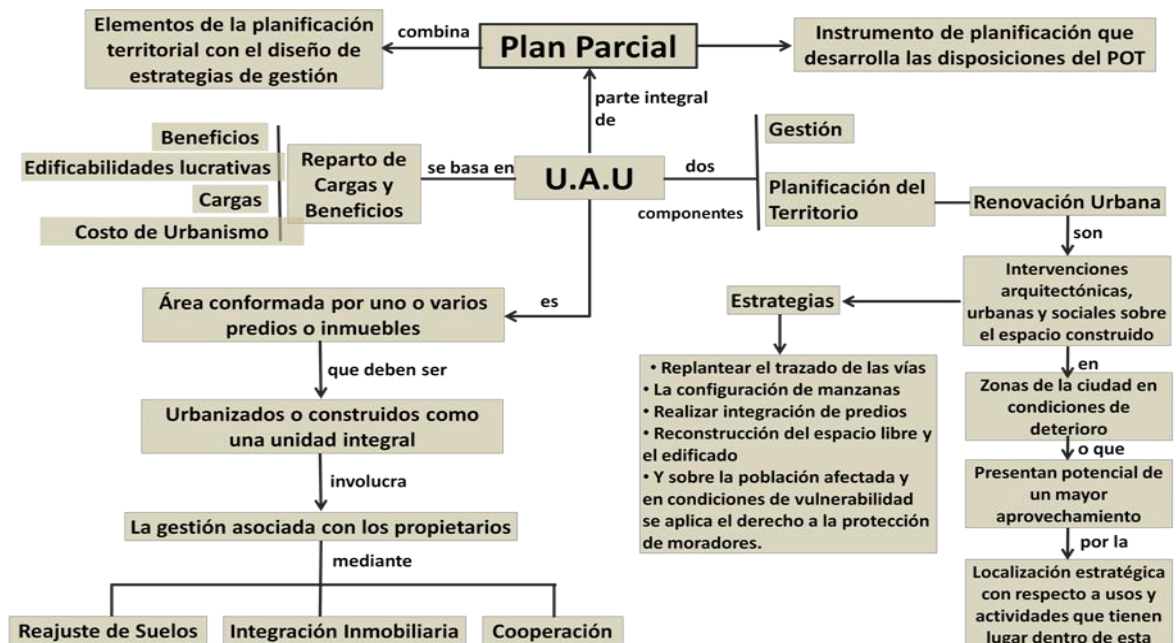 Elementos de la planificación
territorial con el diseño de
estrategias de gestión
combina
Plan Parcial
Instrumento de planificación que
desarrolla las disposiciones del POT
parte integral
de
Beneficios
Edificabilidades lucrativas
Cargas
Costo de Urbanismo
Reparto de
Cargas y
Beneficios
se basa en
U.A.U
dos
componentes
Gestión
Planificación del
Territorio
Renovación Urbana
son
Intervenciones
arquitectónicas,
urbanas y sociales sobre
el espacio construido
Estrategias
es
Área conformada por uno o varios
predios o inmuebles
que deben ser
Urbanizados o construidos como
una unidad integral
involucra
La gestión asociada con los propietarios
mediante
Reajuste de Suelos
Integración Inmobiliaria
Cooperación
• Replantear el trazado de las vías
• La configuración de manzanas
• Realizar integración de predios
• Reconstrucción del espacio libre y
el edificado
• Y sobre la población afectada y
en condiciones de vulnerabilidad
se aplica el derecho a la protección
de moradores.
en
Zonas de la ciudad en
condiciones de
deterioro
o que
Presentan potencial de
un mayor
aprovechamiento
por la
Localización estratégica
con respecto a usos y
actividades que tienen
lugar dentro de esta